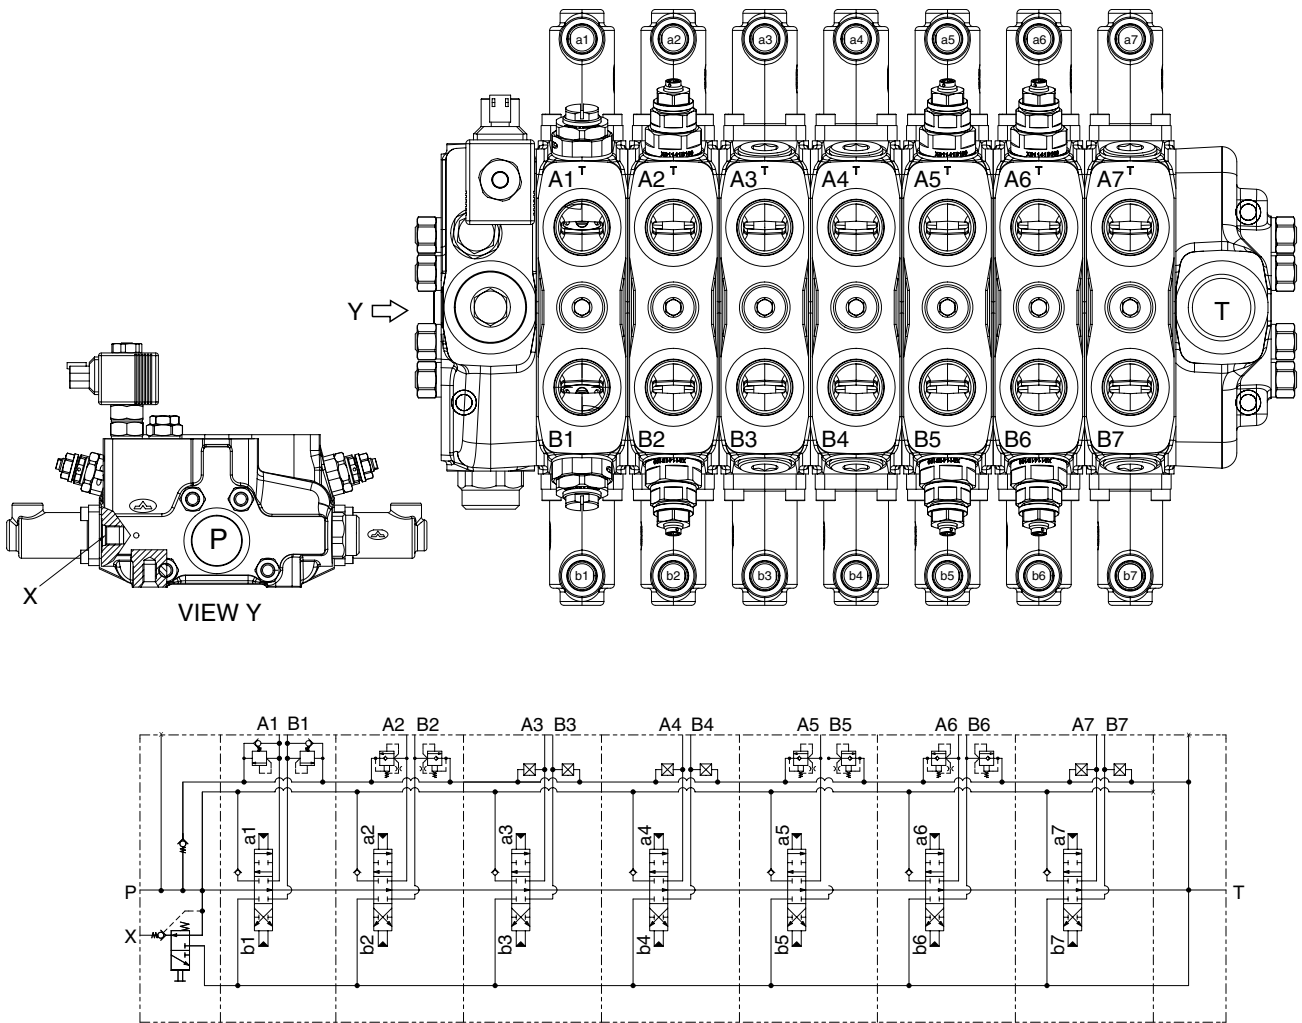 a1 a2 a3 a4 a5 a6 a7
T T T T T T T
A1 A2 A3 A4 A5 A6 A7
Y
T
B1 B2 B3 B4 B5 B6 B7
b1 b2 b3 b4 b5 b6 b7
P
X
VIEW Y
A1 B1 A2 B2 A3 B3 A4 B4 A5 B5 A6 B6 A7 B7
a1 a2 a3 a4 a5 a6 a7
P T
X
b1 b2 b3 b4 b5 b6 b7